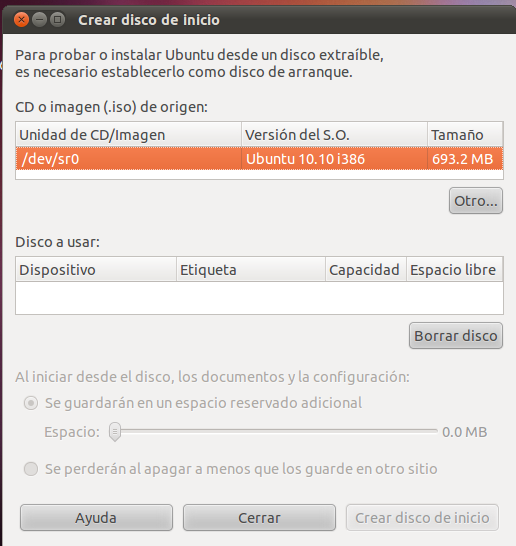 Crear disco de inicio
Para probar o instalar Ubuntu desde un disco extraíble,
es necesario establecerlo como disco de arranque.
CD o imagen (.iso) de origen:
Unidad de CD/Imagen Versión del S.O. Tamaño
/dev/sr0 Ubuntu 10.10 i386 693.2 MB
Otro...
Disco a usar:
Dispositivo Etiqueta Capacidad Espacio libre
Borrar disco
Al iniciar desde el disco, los documentos y la configuración:
Se guardarán en un espacio reservado adicional
Espacio: 0.0 MB
Se perderán al apagar a menos que los guarde en otro sitio
Ayuda Cerrar Crear disco de inicio